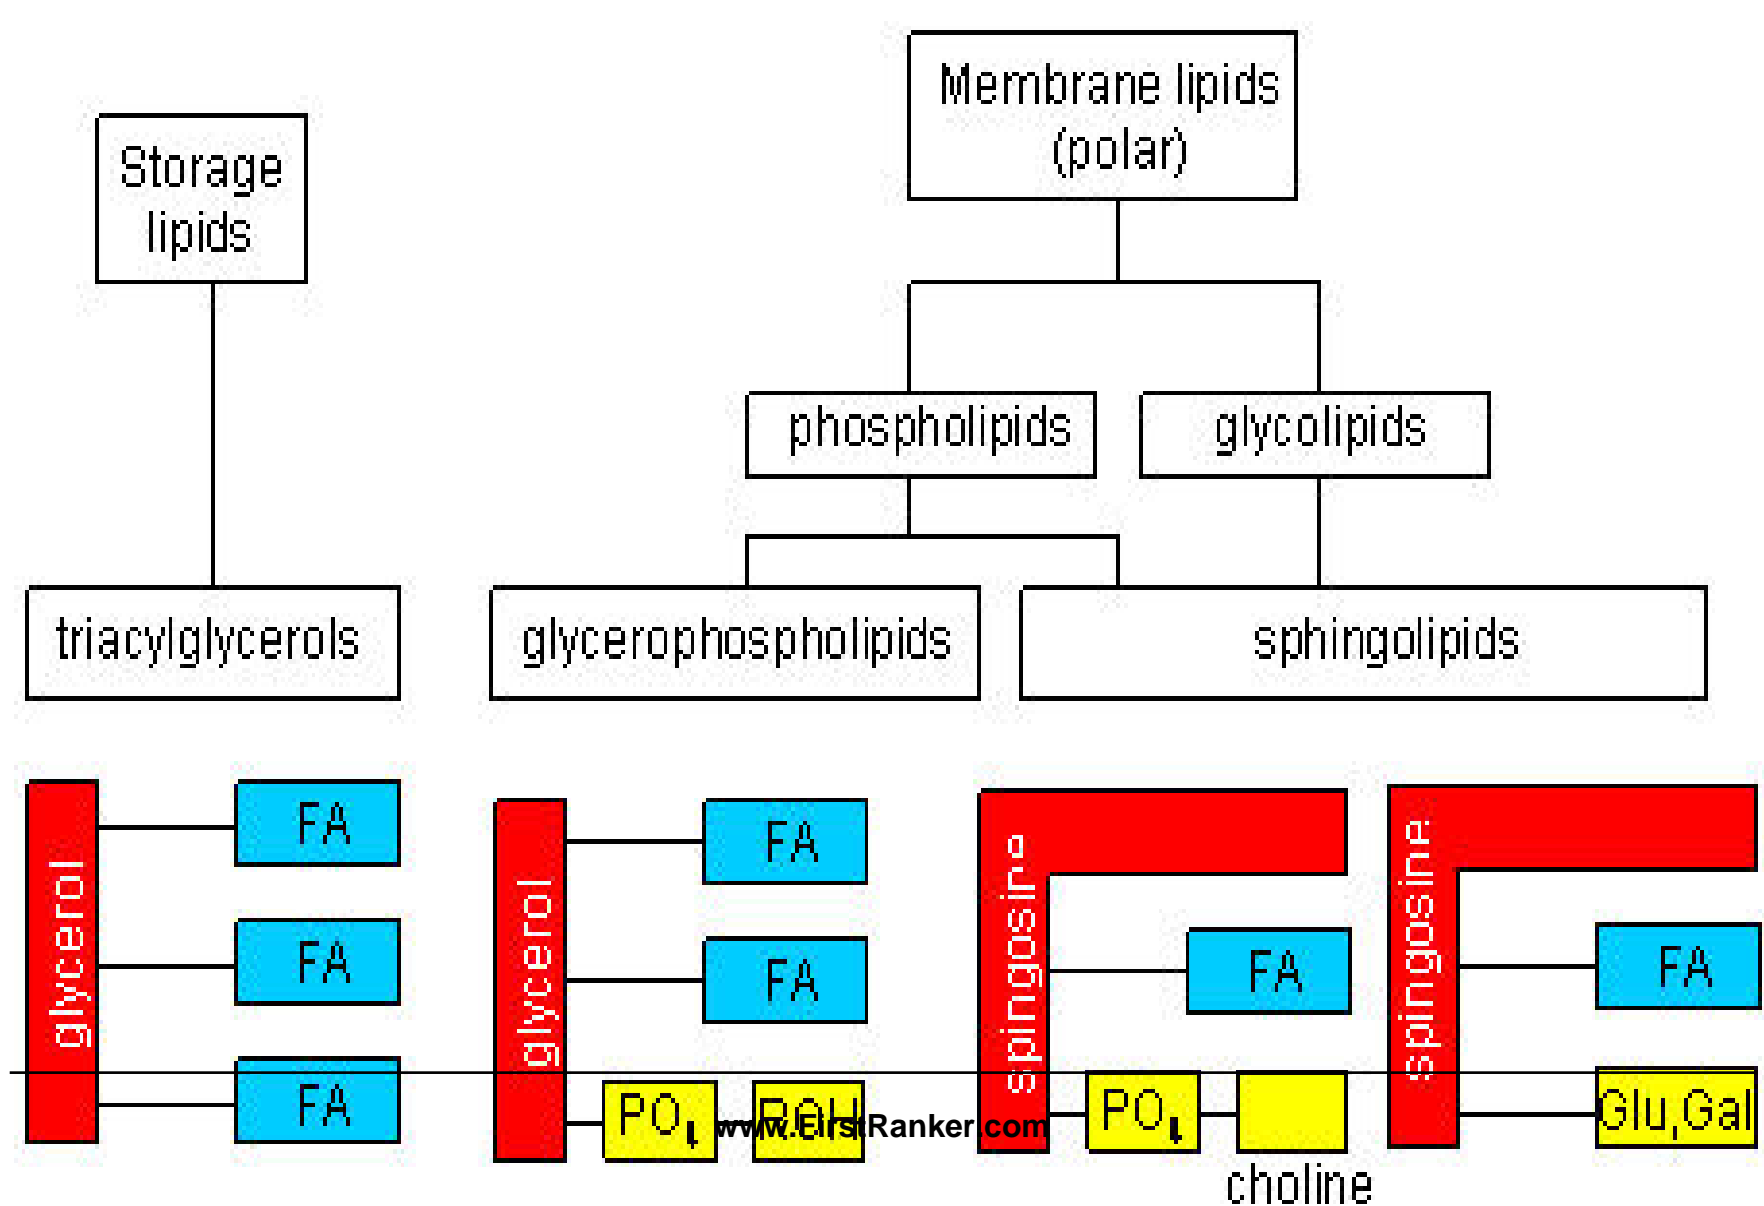 Membrane lipids
(polar)
Storage
lipids
phospholipids
glycolipids
triacylglycerols
glycerophospholipids
sphingolipids
glycerol
FA
FA
FA
glycerol
FA
FA
PO4
ROH
spingosine
FA
PO4
choline
spingosine
FA
Glu,Gal
www.FirstRanker.com